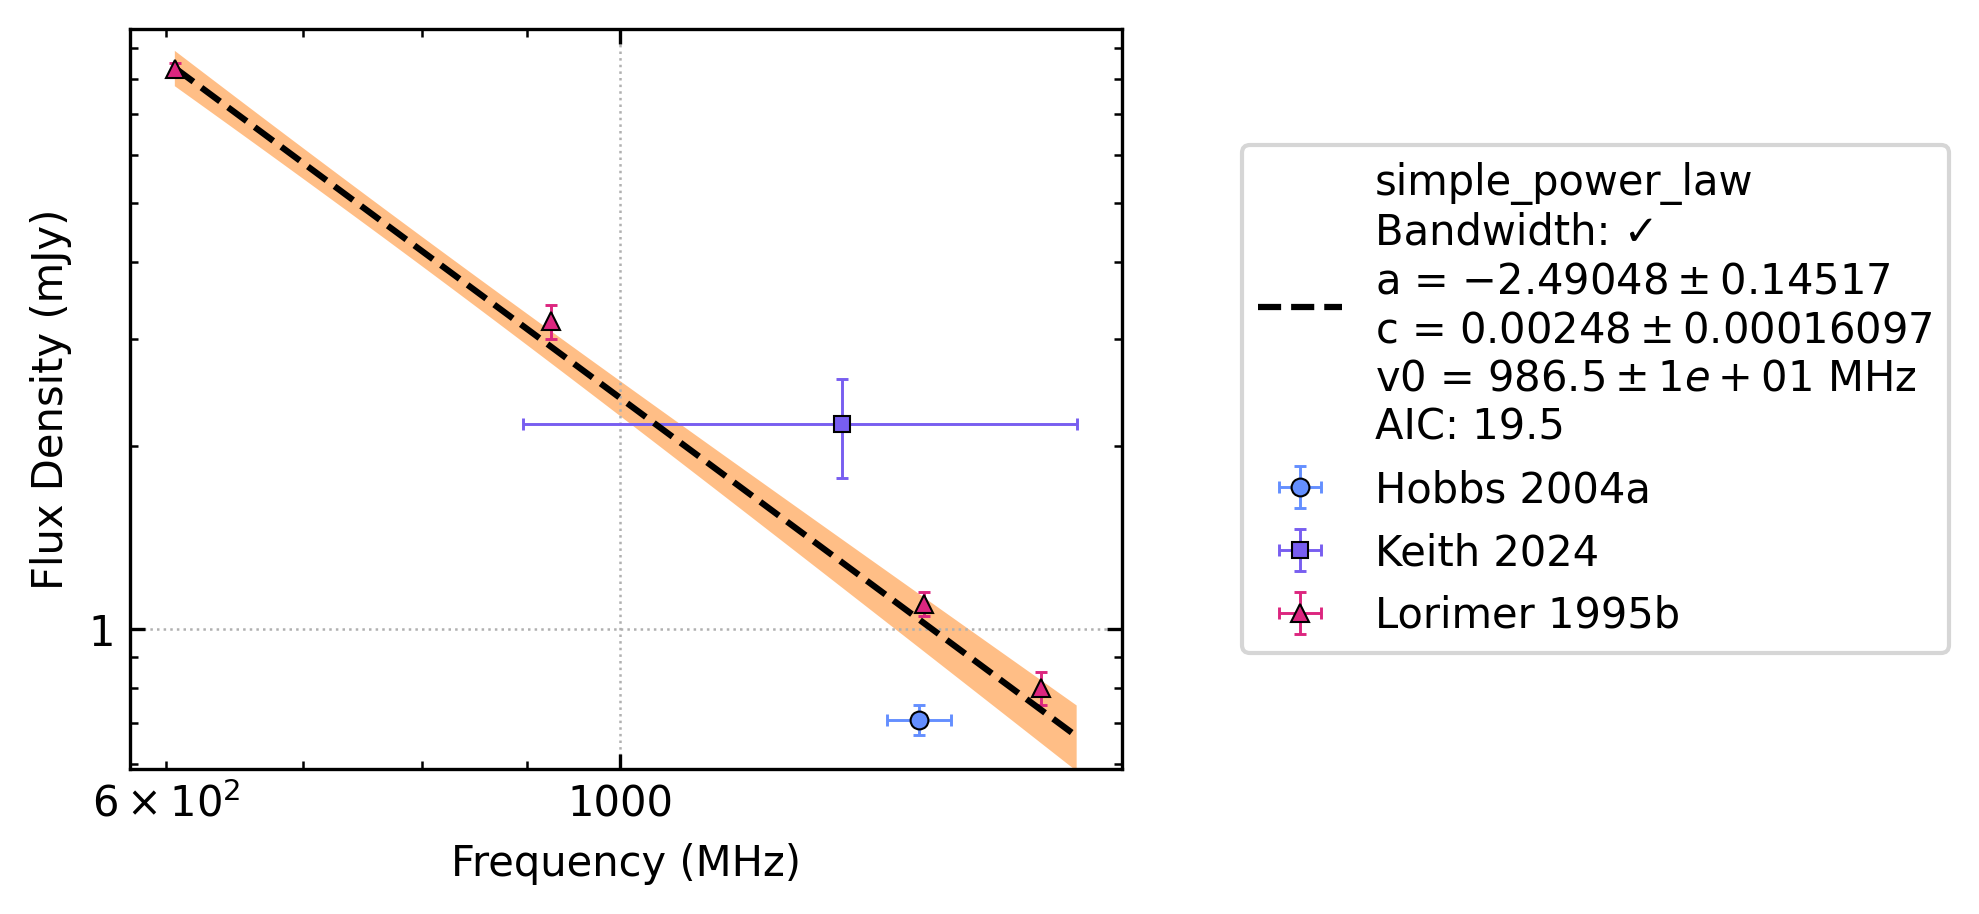 Flux Density (mJy)
1
6 × 10²
1000
Frequency (MHz)
simple_power_law
Bandwidth: ✓
a = −2.49048 ± 0.14517
c = 0.00248 ± 0.00016097
v0 = 986.5 ± 1e + 01 MHz
AIC: 19.5
Hobbs 2004a
Keith 2024
Lorimer 1995b